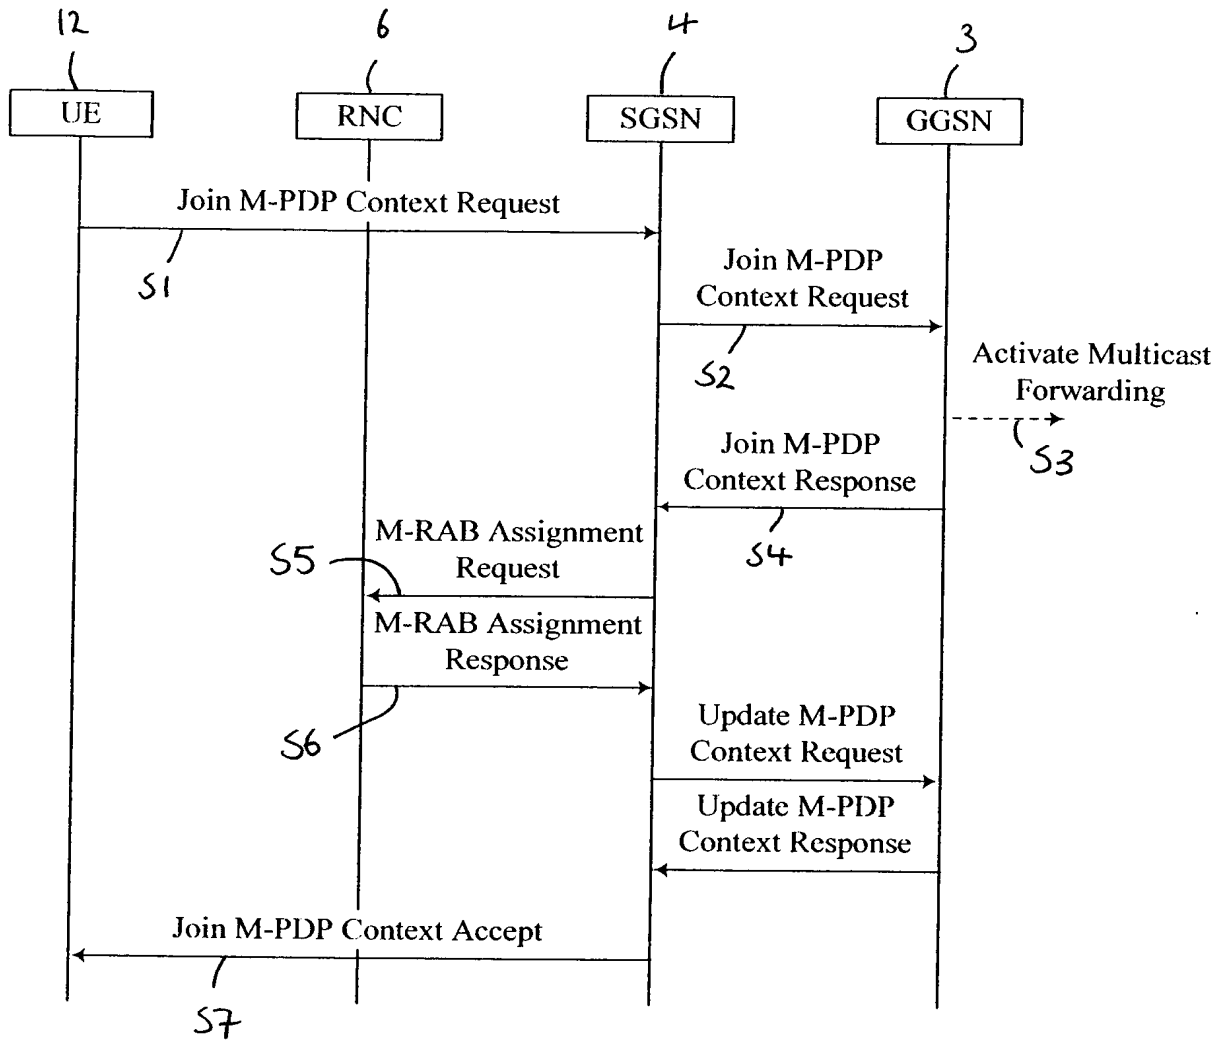 12
6
4
3
UE
RNC
SGSN
GGSN
Join M-PDP Context Request
S1
Join M-PDP
Context Request
S2
Activate Multicast
Forwarding
S3
Join M-PDP
Context Response
S4
M-RAB Assignment
Request
S5
M-RAB Assignment
Response
S6
Update M-PDP
Context Request
Update M-PDP
Context Response
Join M-PDP Context Accept
S7